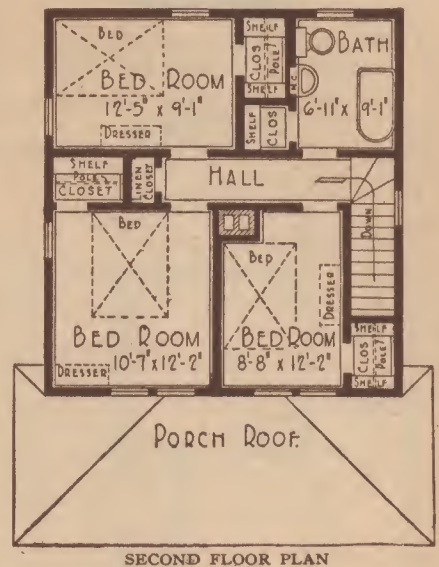 BED
SHELF
CLOS
POLE
BATH
BED ROOM
12'-5" x 9'-1"
SHELF
M.C.
6'-11" x 9'-1"
DRESSER
SHELF
CLOS
SHELF
POLE
CLOSET
LINEN
CLOSET
HALL
DOWN
BED
BED
DRESSER
BED ROOM
10'-7" x 12'-2"
BED ROOM
8'-8" x 12'-2"
SHELF
CLOS
POLE
SHELF
DRESSER
PORCH ROOF.
SECOND FLOOR PLAN